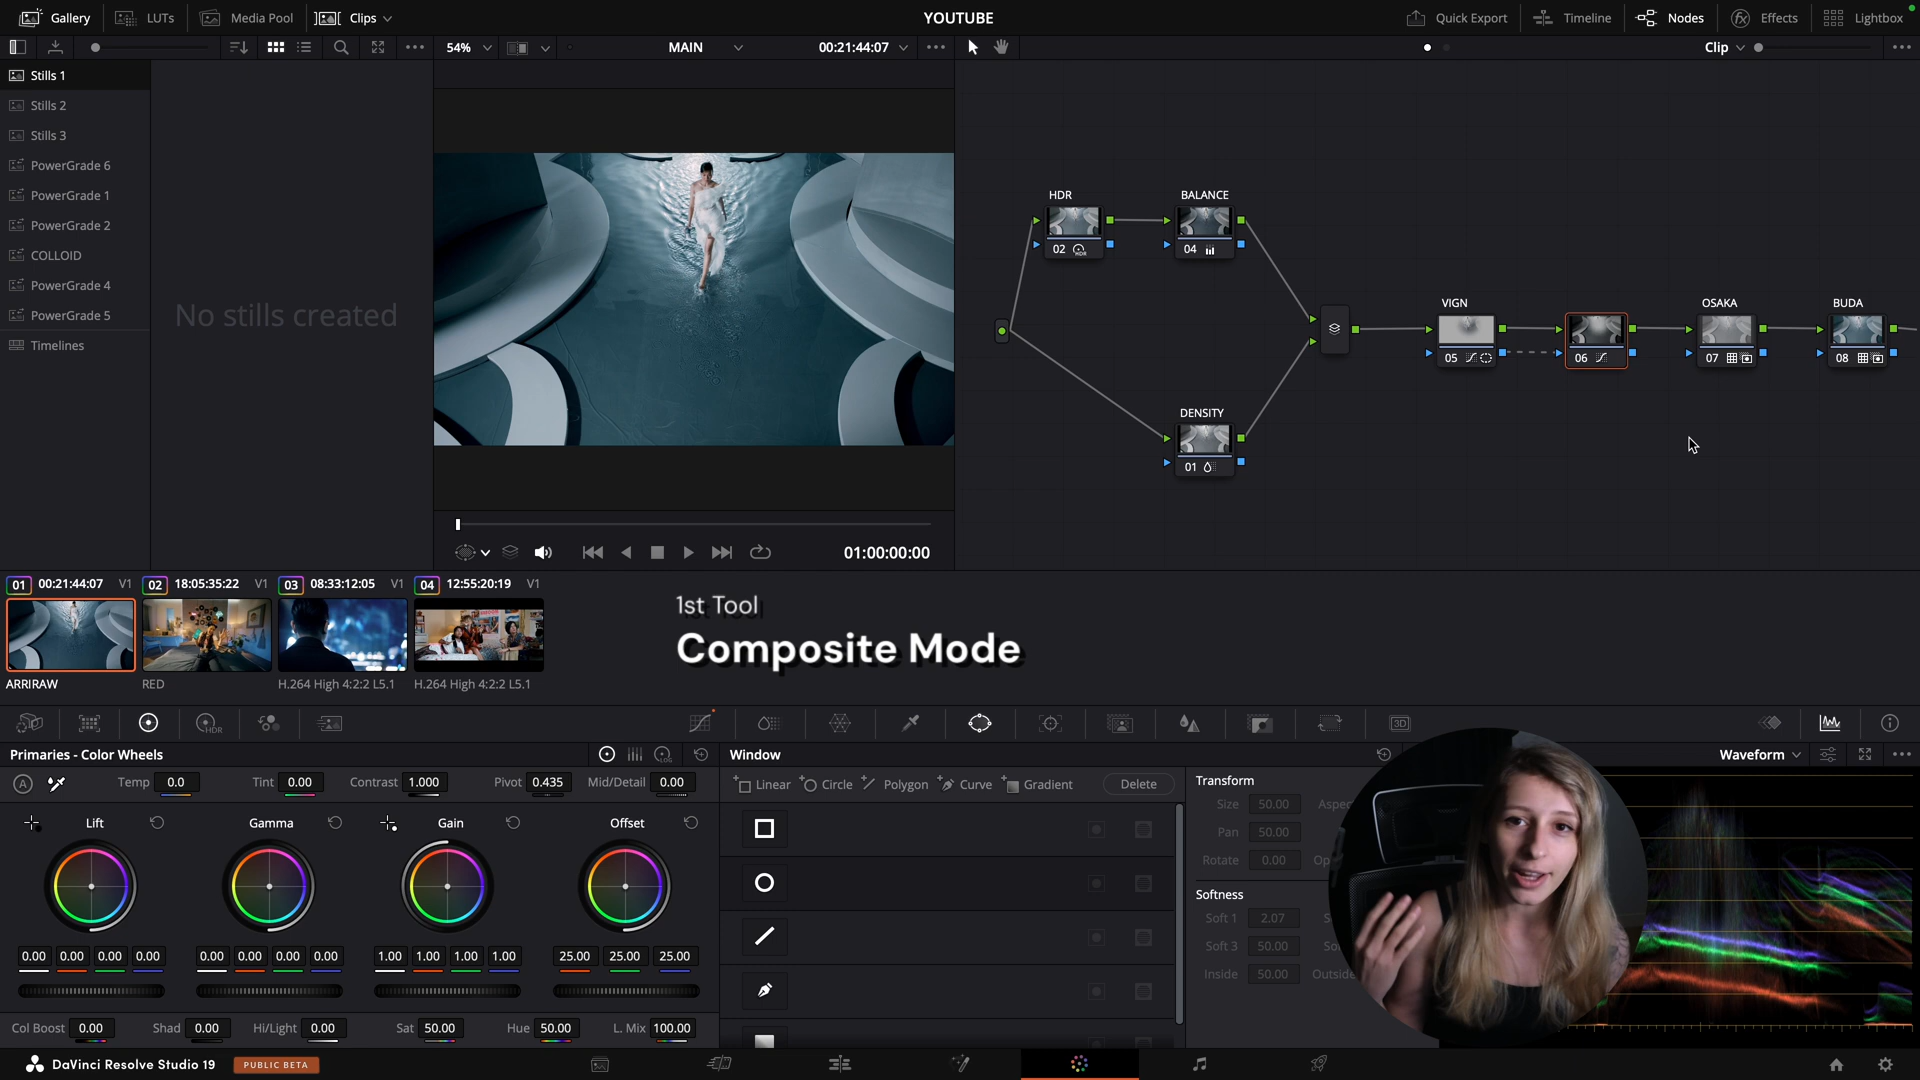 Gallery LUTs Media Pool Clips YOUTUBE Quick Export Timeline Nodes Effects Lightbox
54% MAIN 00:21:44:07 Clip
Stills 1
Stills 2
Stills 3
PowerGrade 6
PowerGrade 1
PowerGrade 2
COLLOID
PowerGrade 4
PowerGrade 5
Timelines
No stills created
HDR BALANCE
02 HDR 04
VIGN OSAKA BUDA
05 06 07 08
DENSITY
01
01:00:00:00
01 00:21:44:07 V1 02 18:05:35:22 V1 03 08:33:12:05 V1 04 12:55:20:19 V1
ARRIRAW RED H.264 High 4:2:2 L5.1 H.264 High 4:2:2 L5.1
1st Tool
Composite Mode
HDR 3D
Primaries - Color Wheels LOG Window Waveform
A Temp 0.0 Tint 0.00 Contrast 1.000 Pivot 0.435 Mid/Detail 0.00
Linear Circle Polygon Curve Gradient Delete
Lift Gamma Gain Offset
0.00 0.00 0.00 0.00 0.00 0.00 0.00 0.00 1.00 1.00 1.00 1.00 25.00 25.00 25.00
Col Boost 0.00 Shad 0.00 Hi/Light 0.00 Sat 50.00 Hue 50.00 L. Mix 100.00
Transform
Size 50.00
Pan 50.00
Rotate 0.00
Softness
Soft 1 2.07
Soft 3 50.00
Inside 50.00
DaVinci Resolve Studio 19 PUBLIC BETA